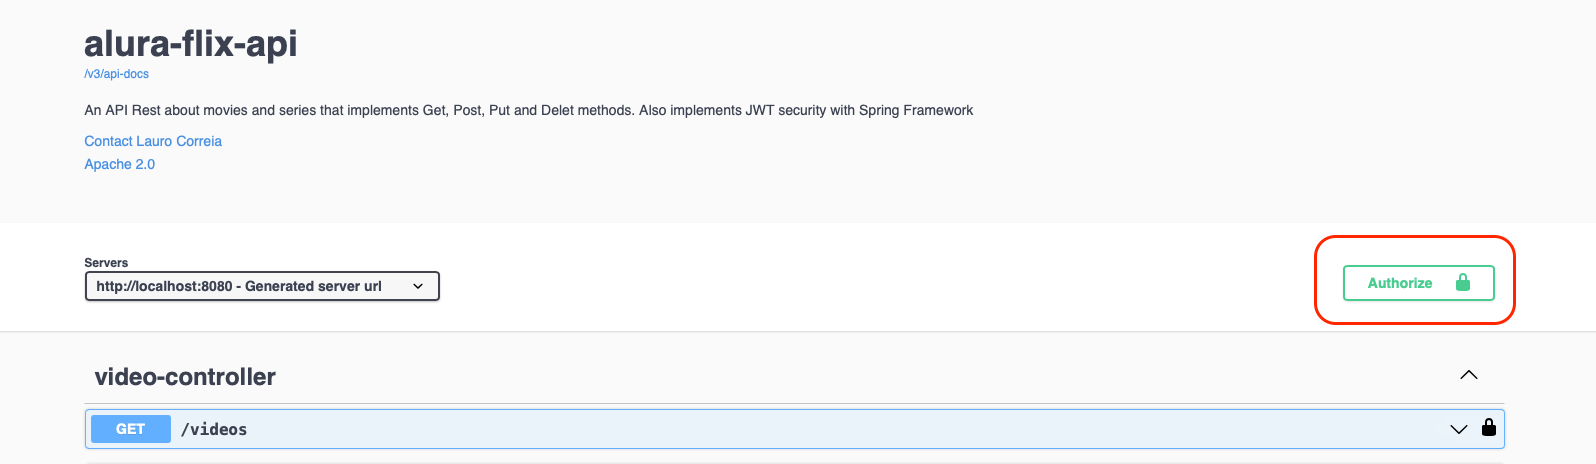 alura-flix-api
/v3/api-docs
An API Rest about movies and series that implements Get, Post, Put and Delet methods. Also implements JWT security with Spring Framework
Contact Lauro Correia
Apache 2.0
Servers
http://localhost:8080 - Generated server url
Authorize
video-controller
GET /videos